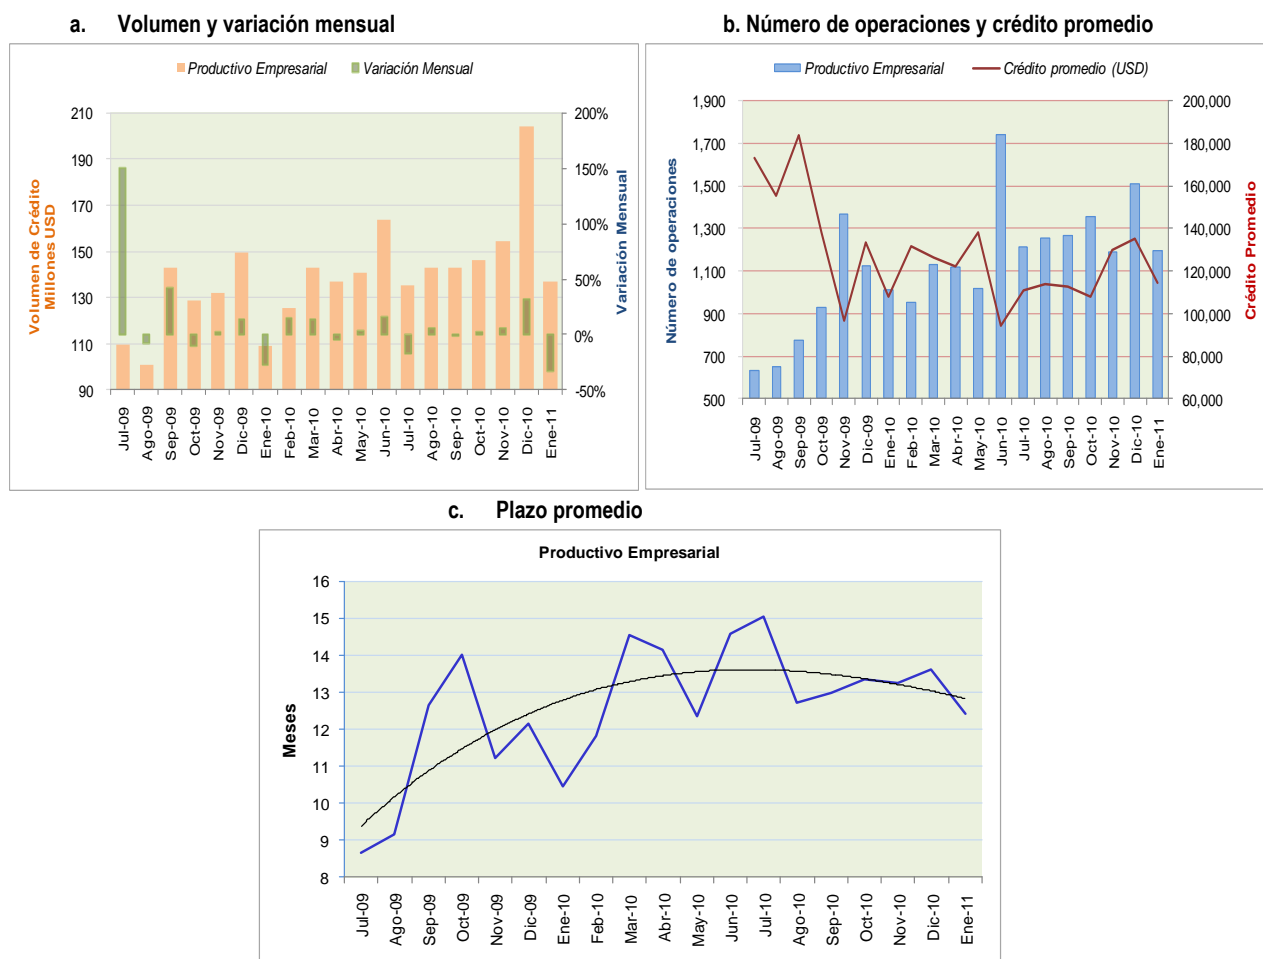 a. Volumen y variación mensual
Productivo Empresarial Variación Mensual
Volumen de Crédito
Millones USD
210
190
170
150
130
110
90
200%
150%
100%
50%
0%
-50%
Variación Mensual
Jul-09 Ago-09 Sep-09 Oct-09 Nov-09 Dic-09 Ene-10 Feb-10 Mar-10 Abr-10 May-10 Jun-10 Jul-10 Ago-10 Sep-10 Oct-10 Nov-10 Dic-10 Ene-11
b. Número de operaciones y crédito promedio
Productivo Empresarial Crédito promedio (USD)
Número de operaciones
1,900
1,700
1,500
1,300
1,100
900
700
500
200,000
180,000
160,000
140,000
120,000
100,000
80,000
60,000
Crédito Promedio
Jul-09 Ago-09 Sep-09 Oct-09 Nov-09 Dic-09 Ene-10 Feb-10 Mar-10 Abr-10 May-10 Jun-10 Jul-10 Ago-10 Sep-10 Oct-10 Nov-10 Dic-10 Ene-11
c. Plazo promedio
Productivo Empresarial
Meses
16
15
14
13
12
11
10
9
8
Jul-09 Ago-09 Sep-09 Oct-09 Nov-09 Dic-09 Ene-10 Feb-10 Mar-10 Abr-10 May-10 Jun-10 Jul-10 Ago-10 Sep-10 Oct-10 Nov-10 Dic-10 Ene-11